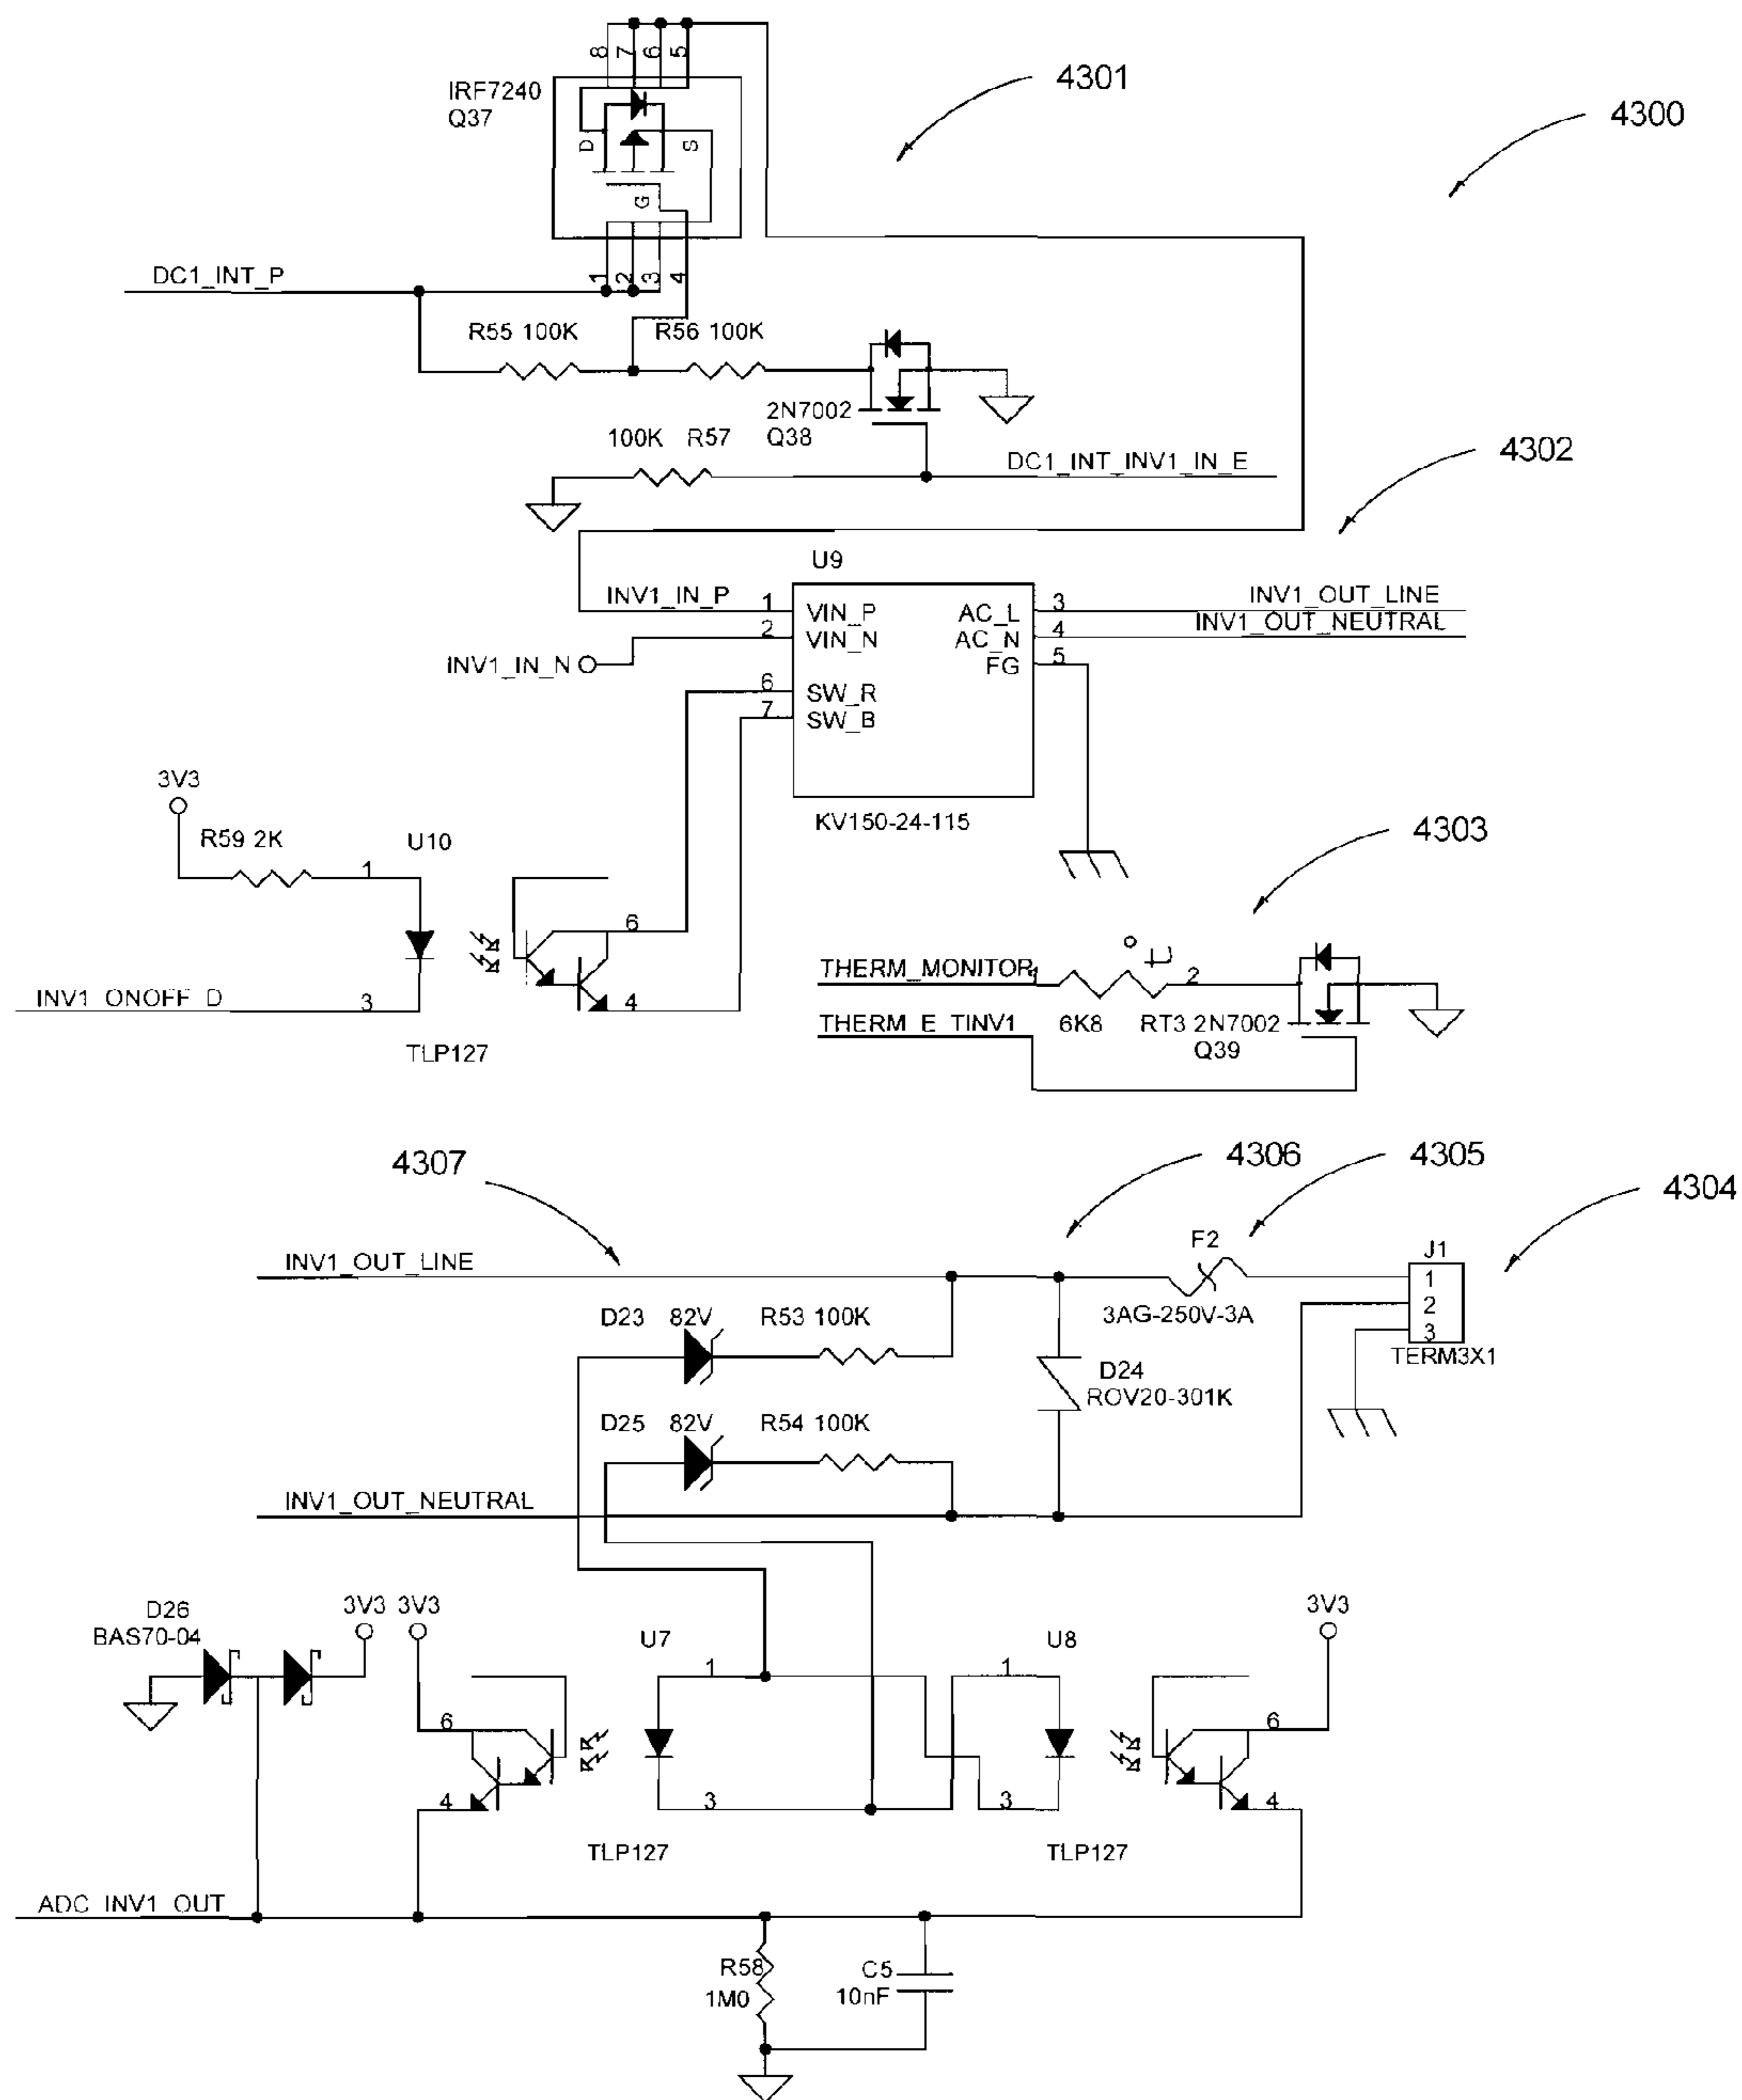 8 7 6 5
4301
IRF7240
Q37
4300
D S
G
DC1_INT_P
1 2 3 4
R55 100K
R56 100K
2N7002
Q38
100K R57
DC1_INT_INV1_IN_E
4302
U9
INV1_IN_P
1 VIN_P AC_L 3
INV1_OUT_LINE
2 VIN_N AC_N 4
INV1_OUT_NEUTRAL
INV1_IN_N
FG 5
6 SW_R
7 SW_B
3V3
R59 2K
U10
KV150-24-115
4303
1
6
THERM_MONITOR
1 t° 2
INV1_ONOFF_D
3
4
THERM_E_TINV1
6K8 RT3 2N7002
Q39
TLP127
4307
4306
4305
4304
INV1_OUT_LINE
F2
J1
1
2
3
3AG-250V-3A
TERM3X1
D23 82V R53 100K
D24
ROV20-301K
D25 82V R54 100K
INV1_OUT_NEUTRAL
D26
BAS70-04
3V3 3V3
U7
U8
3V3
1
1
6
6
4
3
3
4
TLP127
TLP127
ADC_INV1_OUT
R58
1M0
C5
10nF